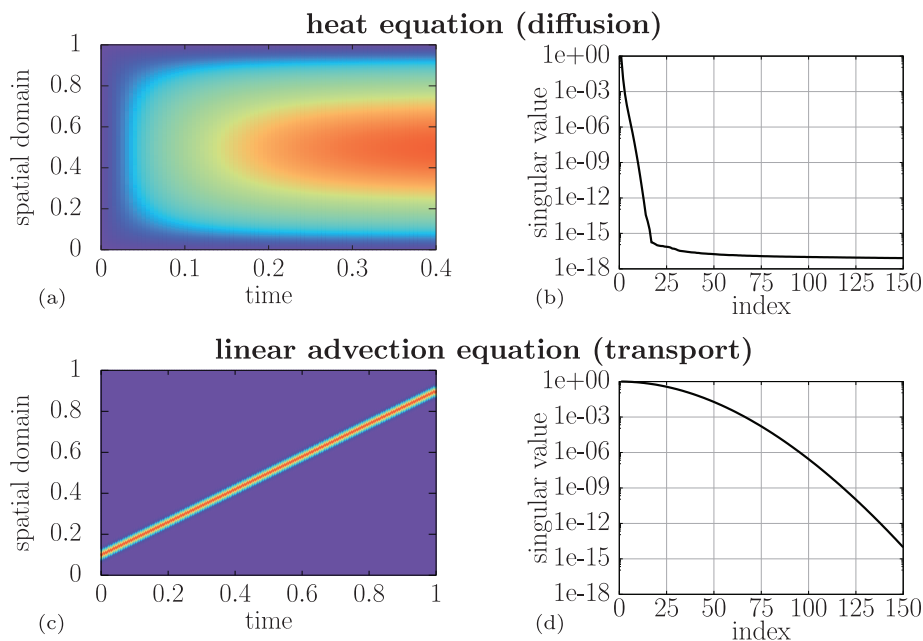 heat equation (diffusion)
spatial domain
1
0.8
0.6
0.4
0.2
0
0 0.1 0.2 0.3 0.4
time
(a)
singular value
1e+00
1e-03
1e-06
1e-09
1e-12
1e-15
1e-18
0 25 50 75 100 125 150
index
(b)
linear advection equation (transport)
spatial domain
1
0.8
0.6
0.4
0.2
0
0 0.2 0.4 0.6 0.8 1
time
(c)
singular value
1e+00
1e-03
1e-06
1e-09
1e-12
1e-15
1e-18
0 25 50 75 100 125 150
index
(d)